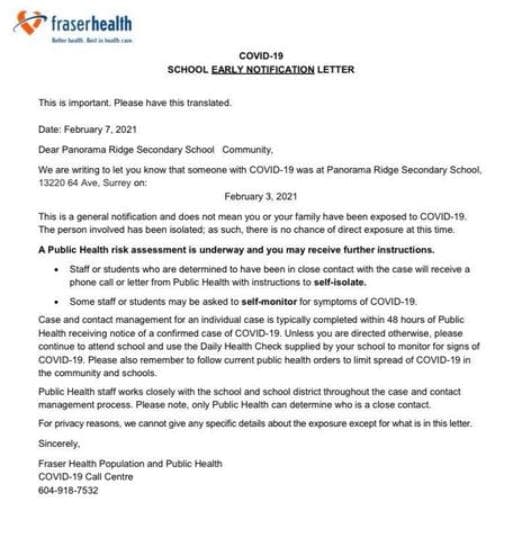 fraserhealth
Better health. Best in health care.
COVID-19
SCHOOL EARLY NOTIFICATION LETTER
This is important. Please have this translated.
Date: February 7, 2021
Dear Panorama Ridge Secondary School Community,
We are writing to let you know that someone with COVID-19 was at Panorama Ridge Secondary School,
13220 64 Ave, Surrey on:
February 3, 2021
This is a general notification and does not mean you or your family have been exposed to COVID-19.
The person involved has been isolated; as such, there is no chance of direct exposure at this time.
A Public Health risk assessment is underway and you may receive further instructions.
• Staff or students who are determined to have been in close contact with the case will receive a
phone call or letter from Public Health with instructions to self-isolate.
• Some staff or students may be asked to self-monitor for symptoms of COVID-19.
Case and contact management for an individual case is typically completed within 48 hours of Public
Health receiving notice of a confirmed case of COVID-19. Unless you are directed otherwise, please
continue to attend school and use the Daily Health Check supplied by your school to monitor for signs of
COVID-19. Please also remember to follow current public health orders to limit spread of COVID-19 in
the community and schools.
Public Health staff works closely with the school and school district throughout the case and contact
management process. Please note, only Public Health can determine who is a close contact.
For privacy reasons, we cannot give any specific details about the exposure except for what is in this letter.
Sincerely,
Fraser Health Population and Public Health
COVID-19 Call Centre
604-918-7532